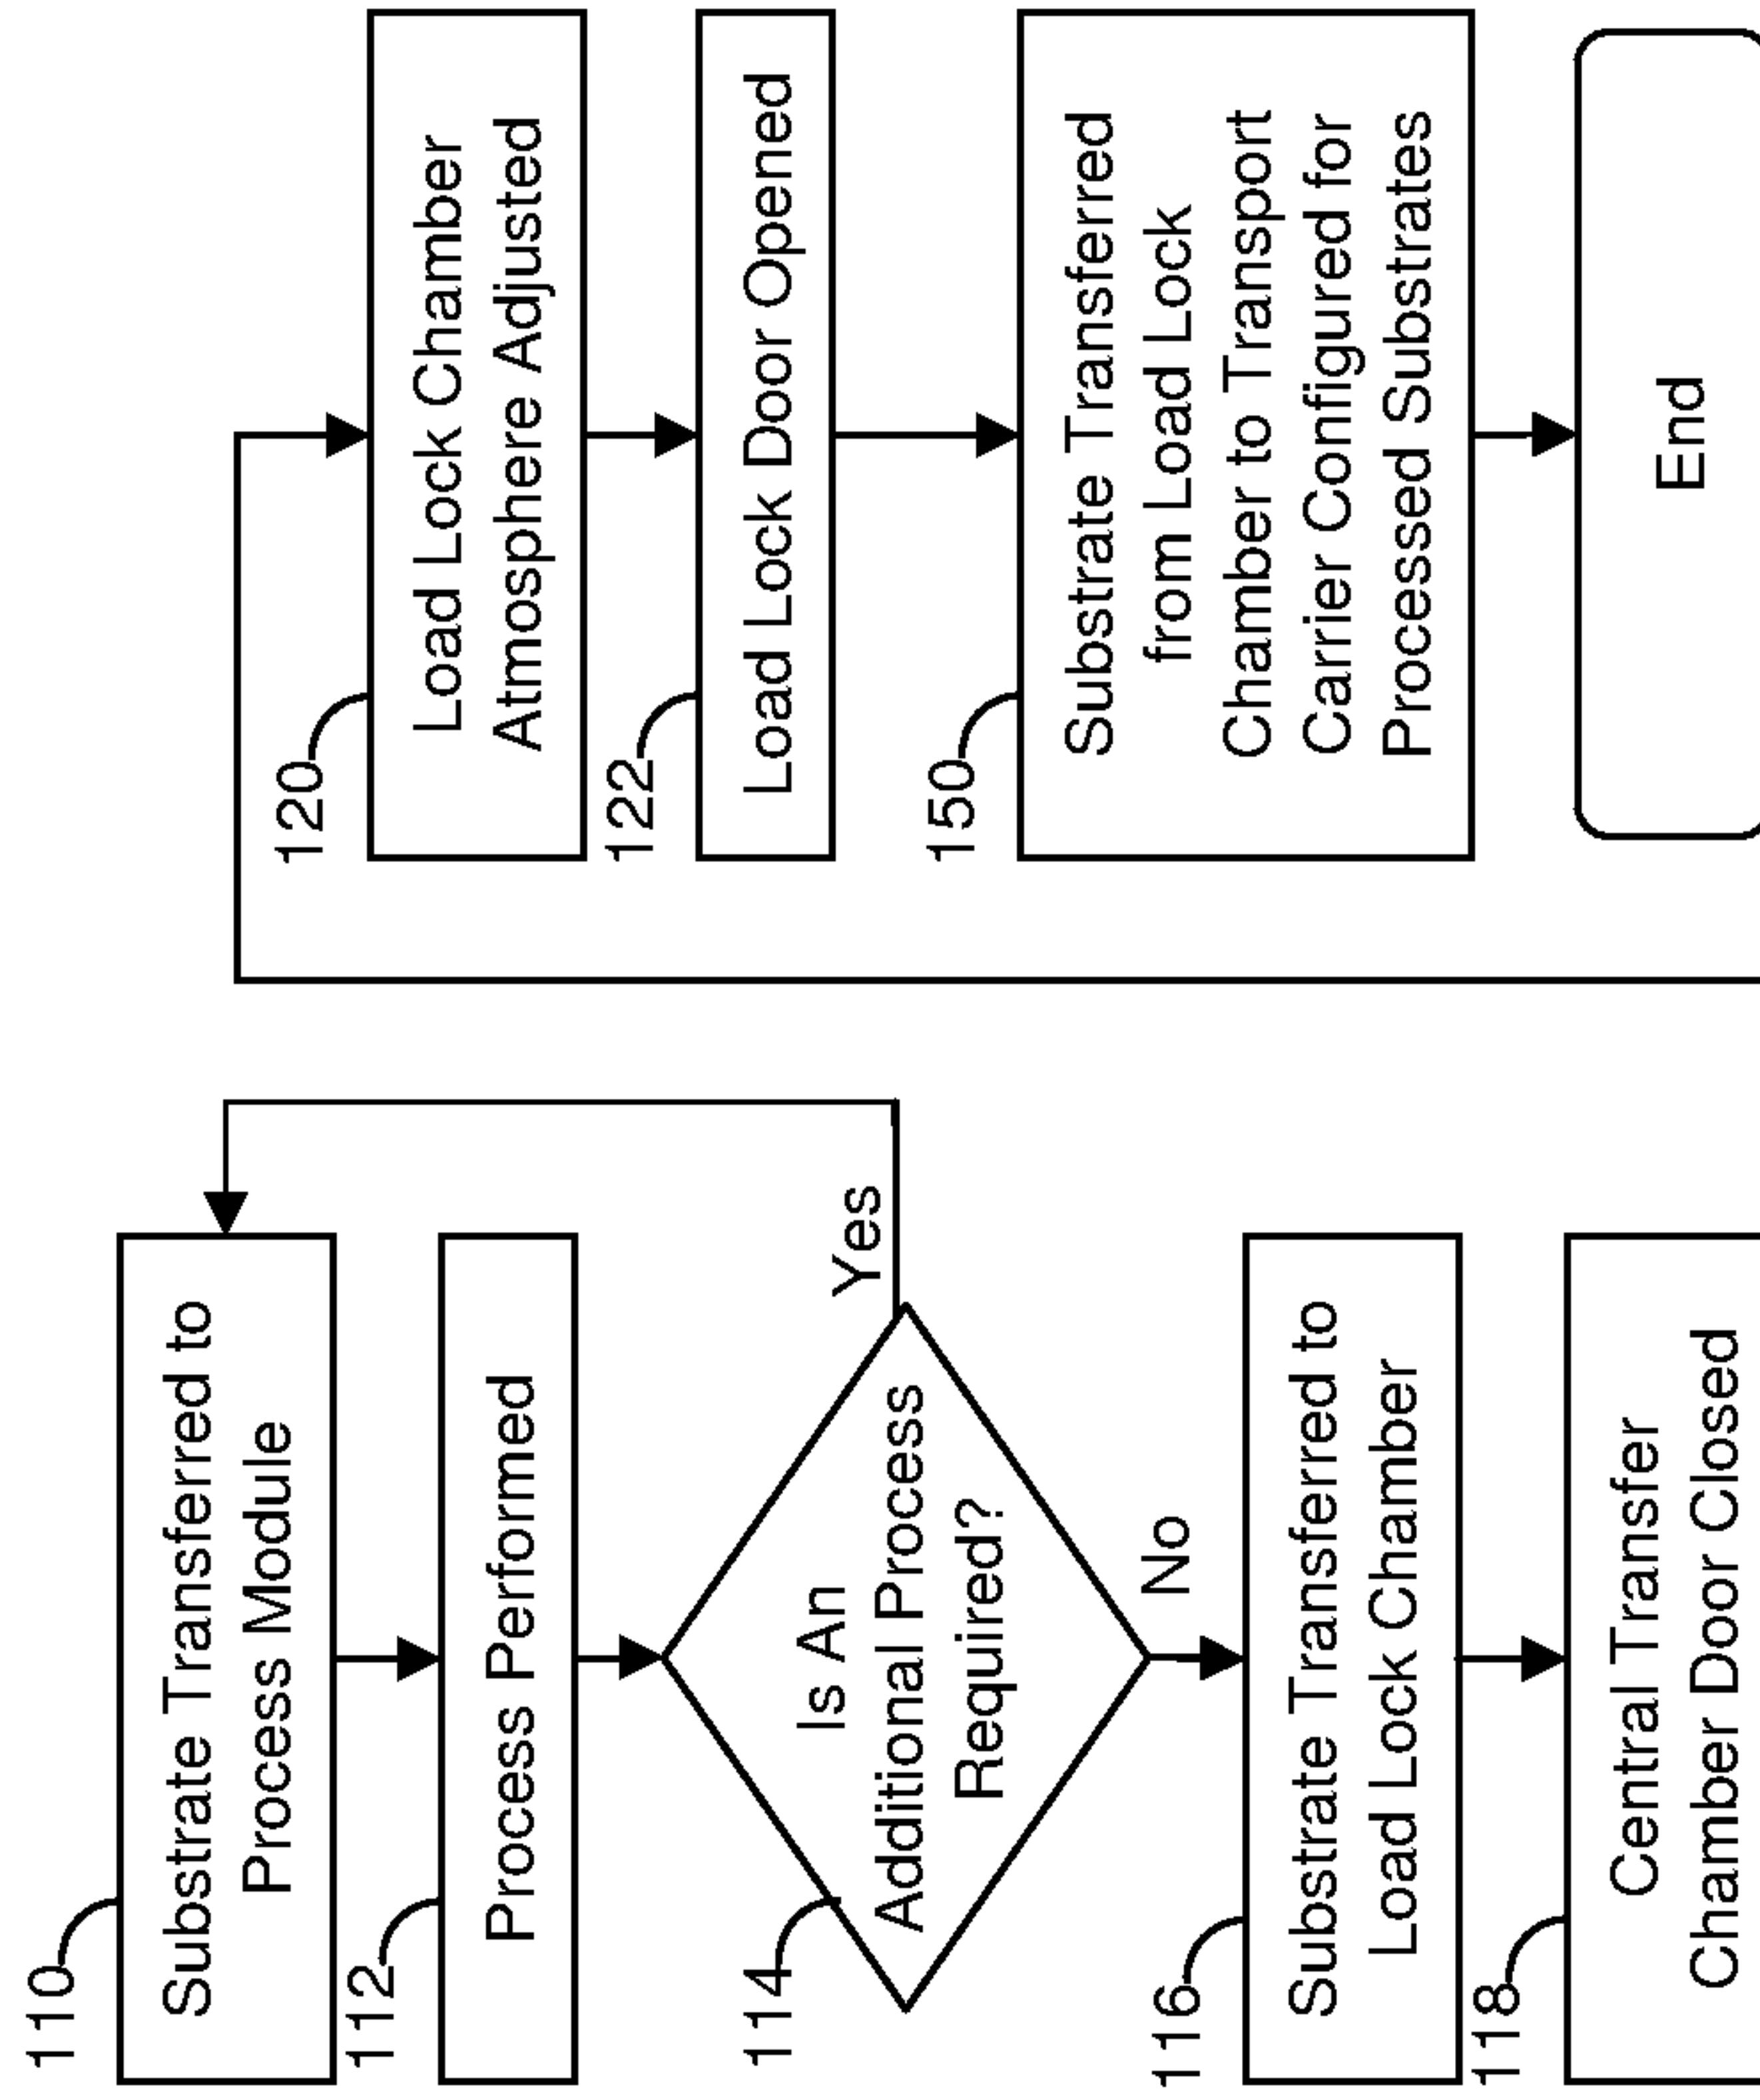 110
Substrate Transferred to
Process Module
112
Process Performed
114
Is An
Additional Process
Required?
Yes
No
116
Substrate Transferred to
Load Lock Chamber
118
Central Transfer
Chamber Door Closed
120
Load Lock Chamber
Atmosphere Adjusted
122
Load Lock Door Opened
150
Substrate Transferred
from Load Lock
Chamber to Transport
Carrier Configured for
Processed Substrates
End